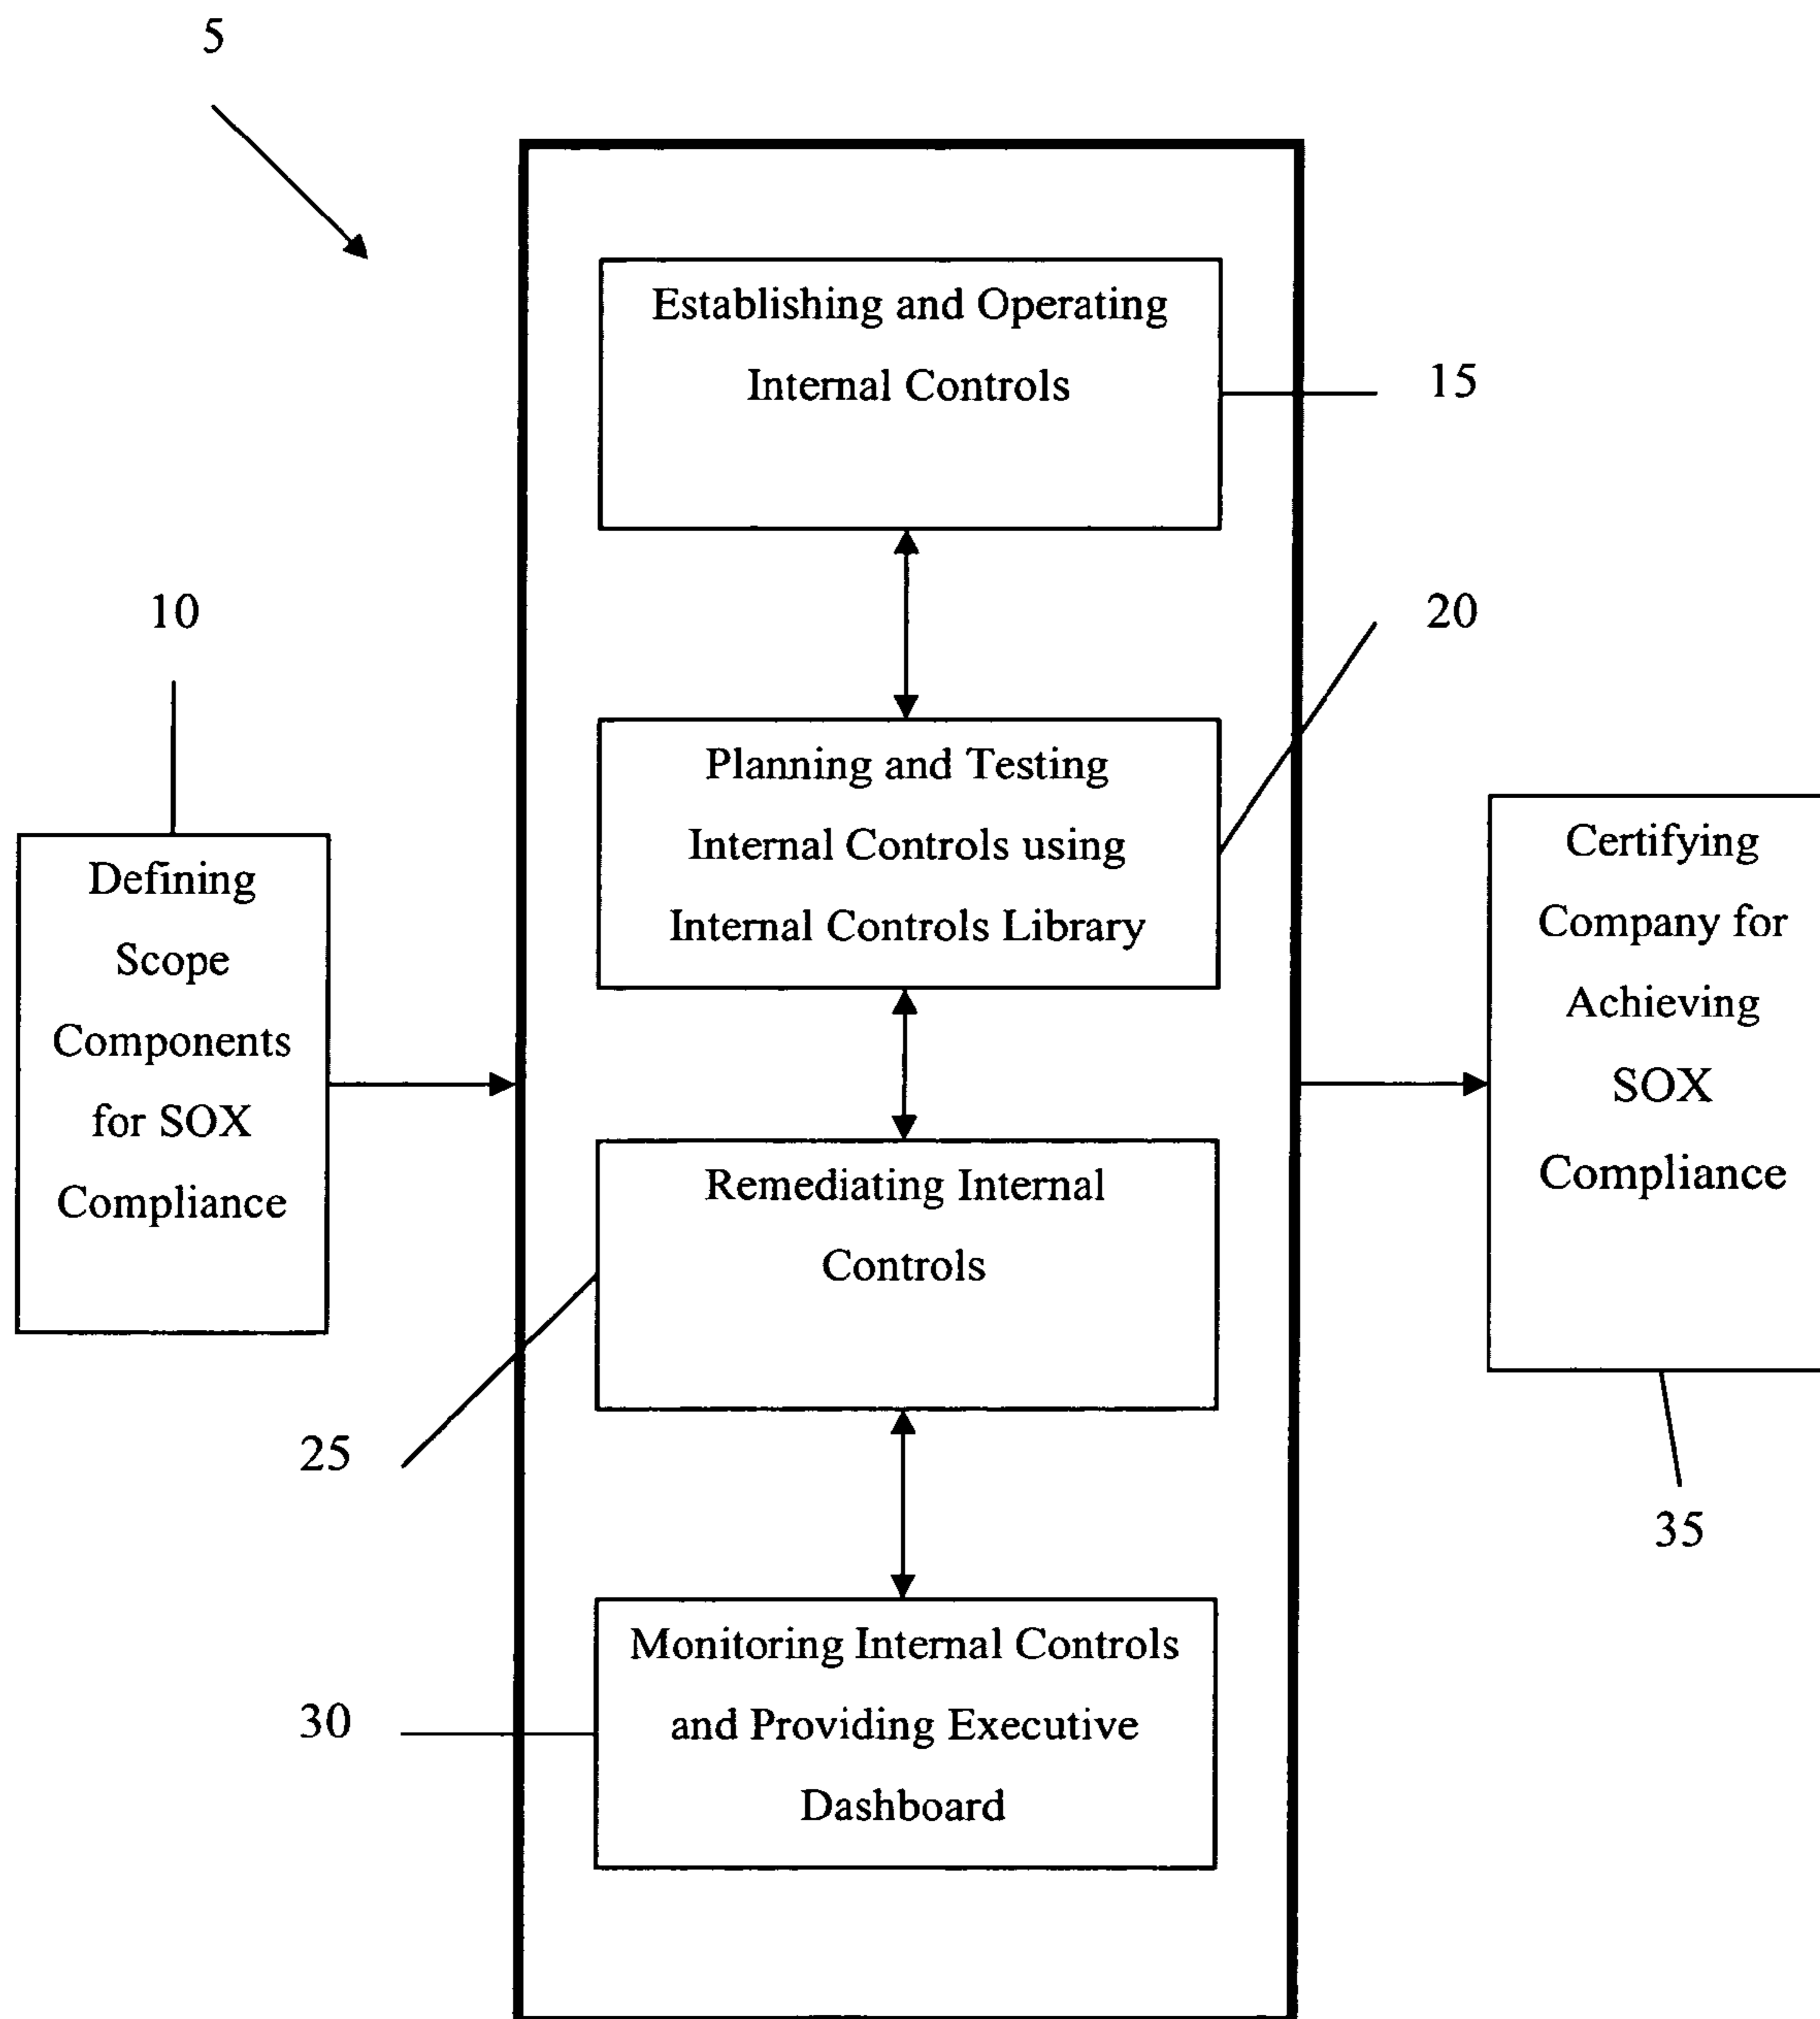 5
Establishing and Operating
Internal Controls
15
10
20
Planning and Testing
Internal Controls using
Internal Controls Library
Defining
Scope
Components
for SOX
Compliance
Certifying
Company for
Achieving
SOX
Compliance
Remediating Internal
Controls
25
35
Monitoring Internal Controls
and Providing Executive
Dashboard
30